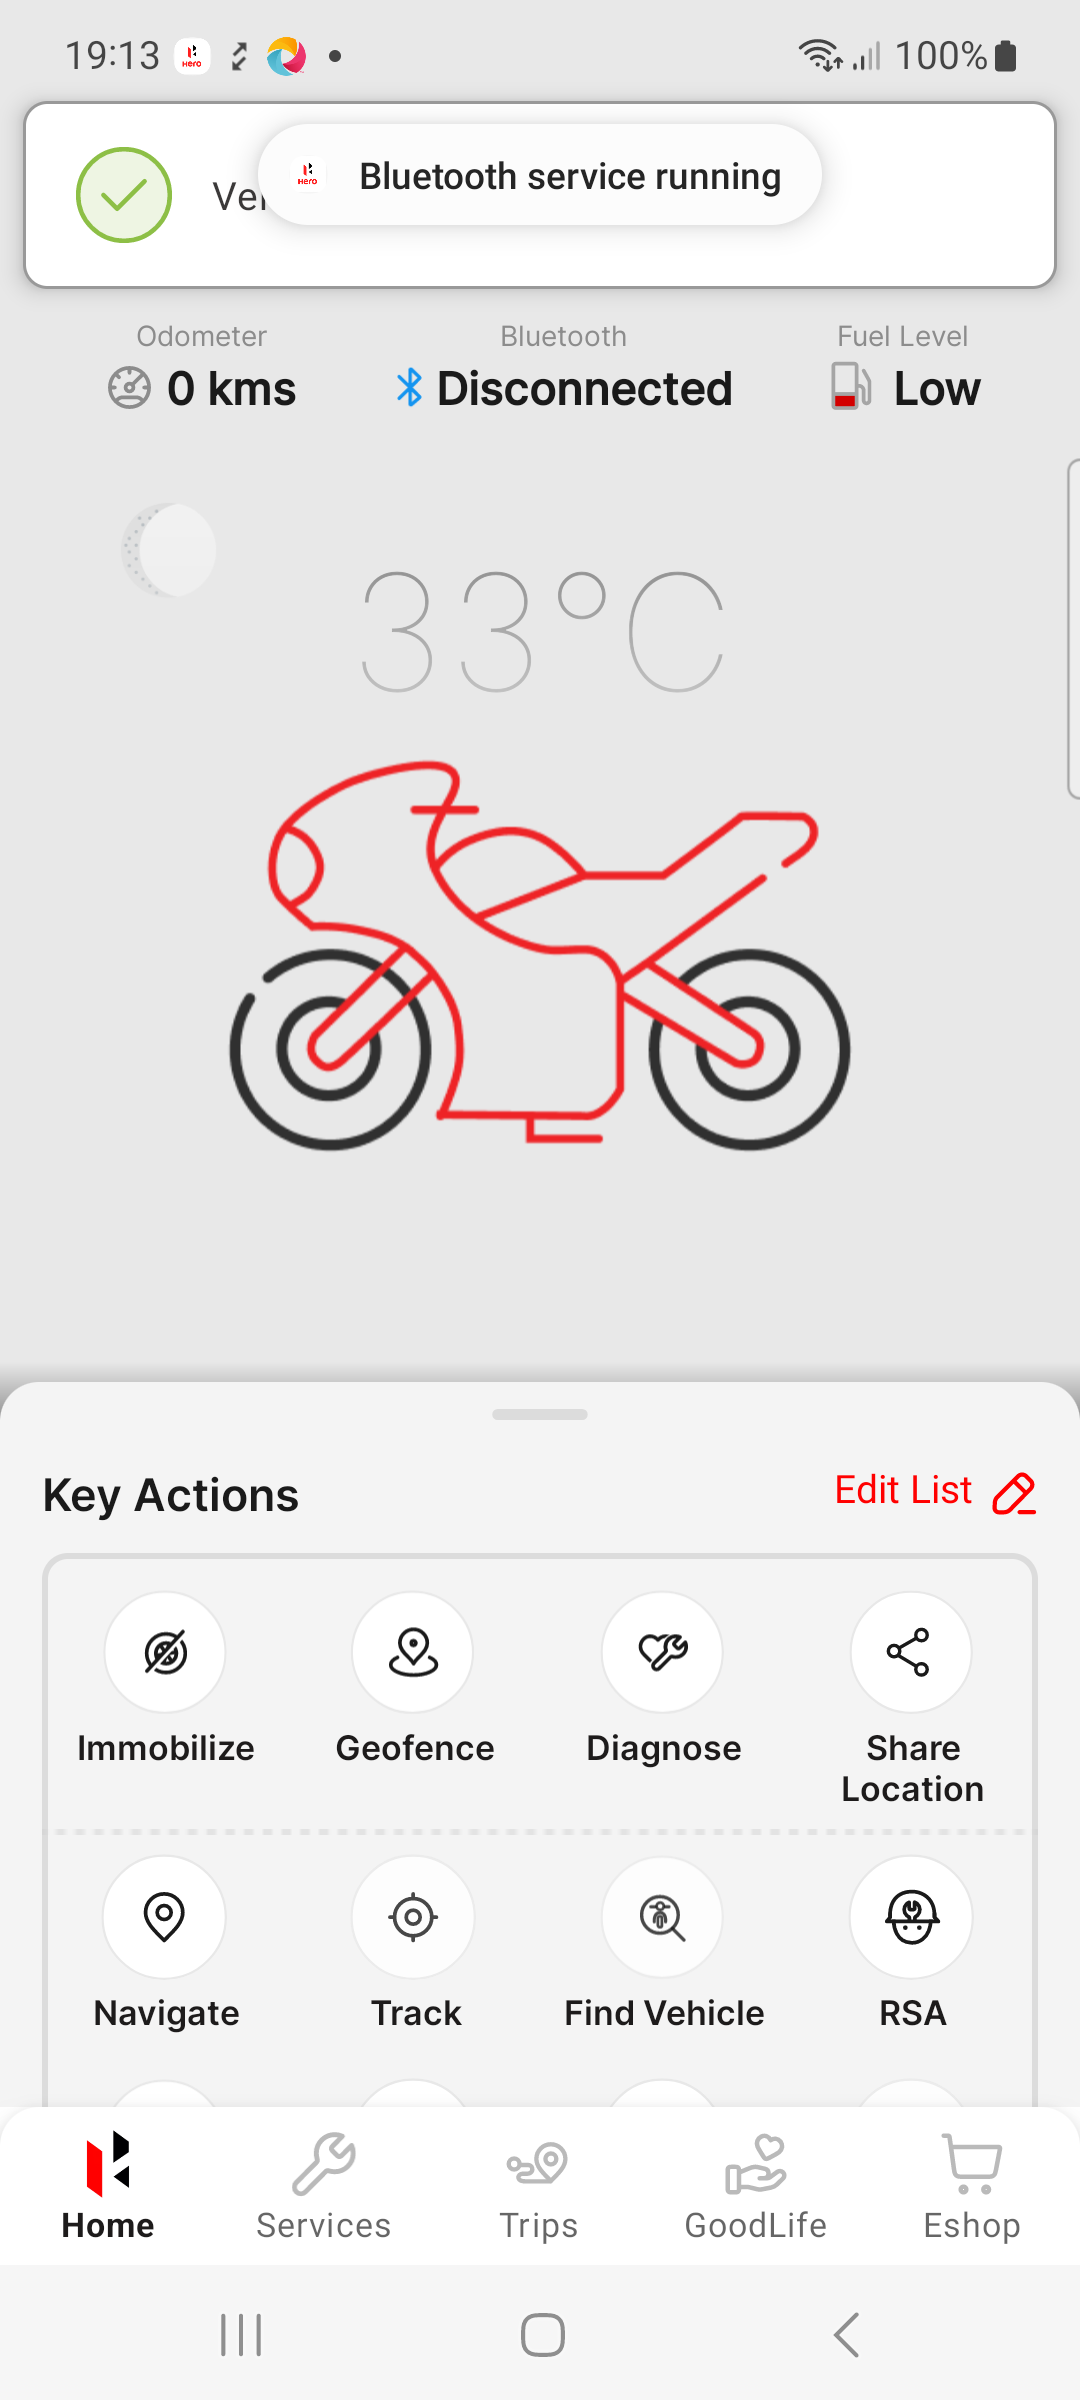 19:13
100%
Bluetooth service running
Odometer
Bluetooth
Fuel Level
0 kms
Disconnected
Low
33°C
Key Actions
Edit List
Immobilize
Geofence
Diagnose
Share
Location
Navigate
Track
Find Vehicle
RSA
Home
Services
Trips
GoodLife
Eshop